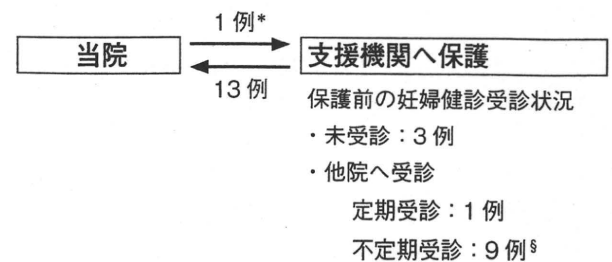 1 例*
当院
支援機関へ保護
13 例
保護前の妊婦健診受診状況
・未受診：3 例
・他院へ受診
定期受診：1 例
不定期受診：9 例§